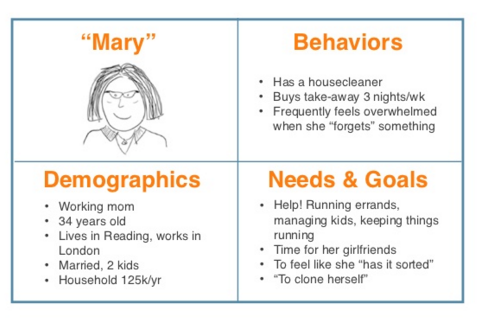 “Mary”
Behaviors
• Has a housecleaner
• Buys take-away 3 nights/wk
• Frequently feels overwhelmed
when she “forgets” something
Demographics
• Working mom
• 34 years old
• Lives in Reading, works in
London
• Married, 2 kids
• Household 125k/yr
Needs & Goals
• Help! Running errands,
managing kids, keeping things
running
• Time for her girlfriends
• To feel like she “has it sorted”
• “To clone herself”